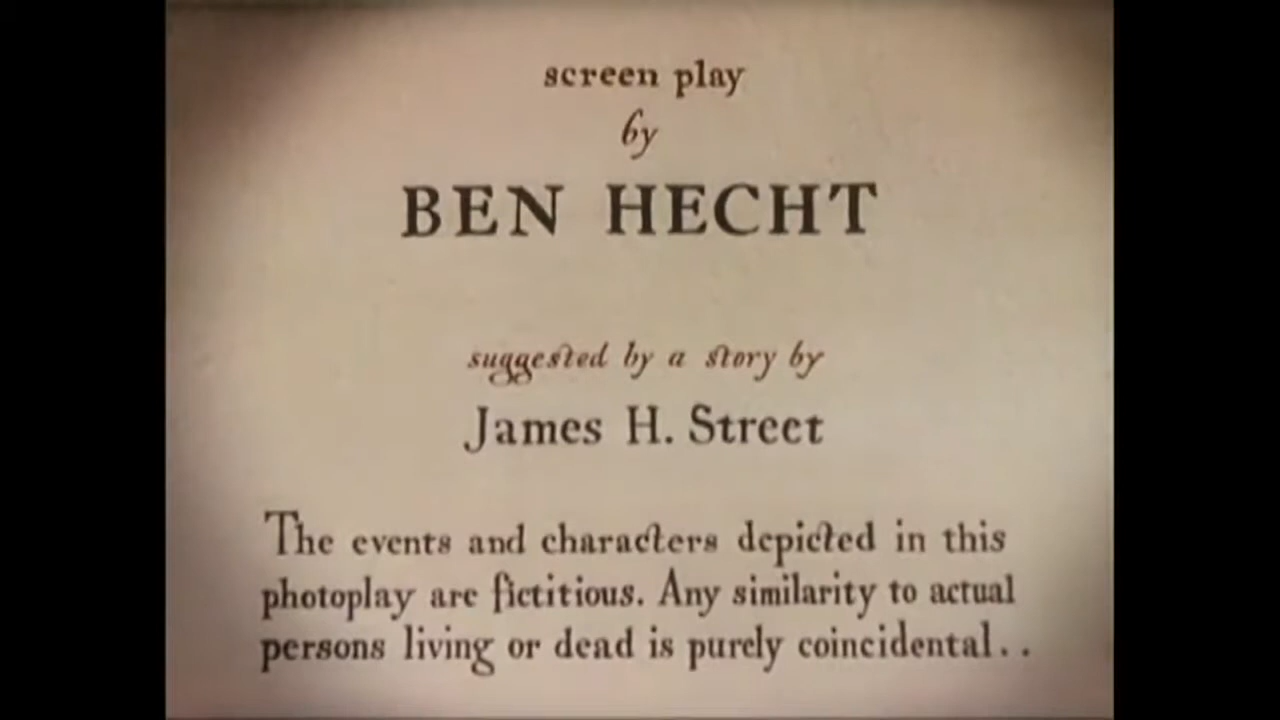 screen play
by
BEN HECHT
suggested by a story by
James H. Street
The events and characters depicted in this
photoplay are fictitious. Any similarity to actual
persons living or dead is purely coincidental..